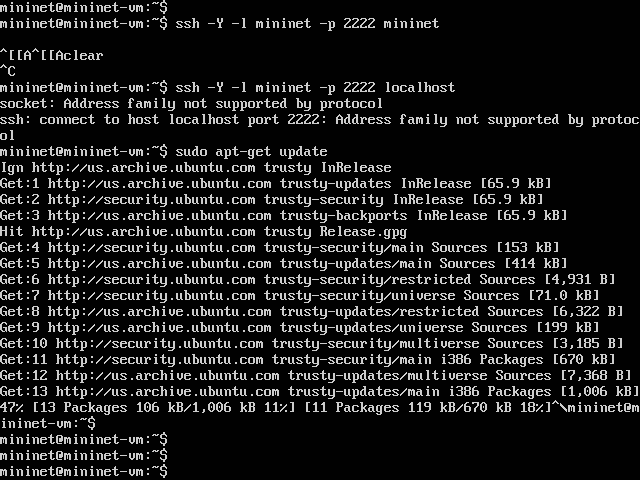 mininet@mininet-vm:~$
mininet@mininet-vm:~$ ssh -Y -l mininet -p 2222 mininet
^[[A^[[Aclear
^C
mininet@mininet-vm:~$ ssh -Y -l mininet -p 2222 localhost
socket: Address family not supported by protocol
ssh: connect to host localhost port 2222: Address family not supported by protoc
ol
mininet@mininet-vm:~$ sudo apt-get update
Ign http://us.archive.ubuntu.com trusty InRelease
Get:1 http://us.archive.ubuntu.com trusty-updates InRelease [65.9 kB]
Get:2 http://security.ubuntu.com trusty-security InRelease [65.9 kB]
Get:3 http://us.archive.ubuntu.com trusty-backports InRelease [65.9 kB]
Hit http://us.archive.ubuntu.com trusty Release.gpg
Get:4 http://security.ubuntu.com trusty-security/main Sources [153 kB]
Get:5 http://us.archive.ubuntu.com trusty-updates/main Sources [414 kB]
Get:6 http://security.ubuntu.com trusty-security/restricted Sources [4,931 B]
Get:7 http://security.ubuntu.com trusty-security/universe Sources [71.0 kB]
Get:8 http://us.archive.ubuntu.com trusty-updates/restricted Sources [6,322 B]
Get:9 http://us.archive.ubuntu.com trusty-updates/universe Sources [199 kB]
Get:10 http://security.ubuntu.com trusty-security/multiverse Sources [3,185 B]
Get:11 http://security.ubuntu.com trusty-security/main i386 Packages [670 kB]
Get:12 http://us.archive.ubuntu.com trusty-updates/multiverse Sources [7,368 B]
Get:13 http://us.archive.ubuntu.com trusty-updates/main i386 Packages [1,006 kB]
47% [13 Packages 106 kB/1,006 kB 11%] [11 Packages 119 kB/670 kB 18%]^\mininet@m
ininet-vm:~$
mininet@mininet-vm:~$
mininet@mininet-vm:~$
mininet@mininet-vm:~$